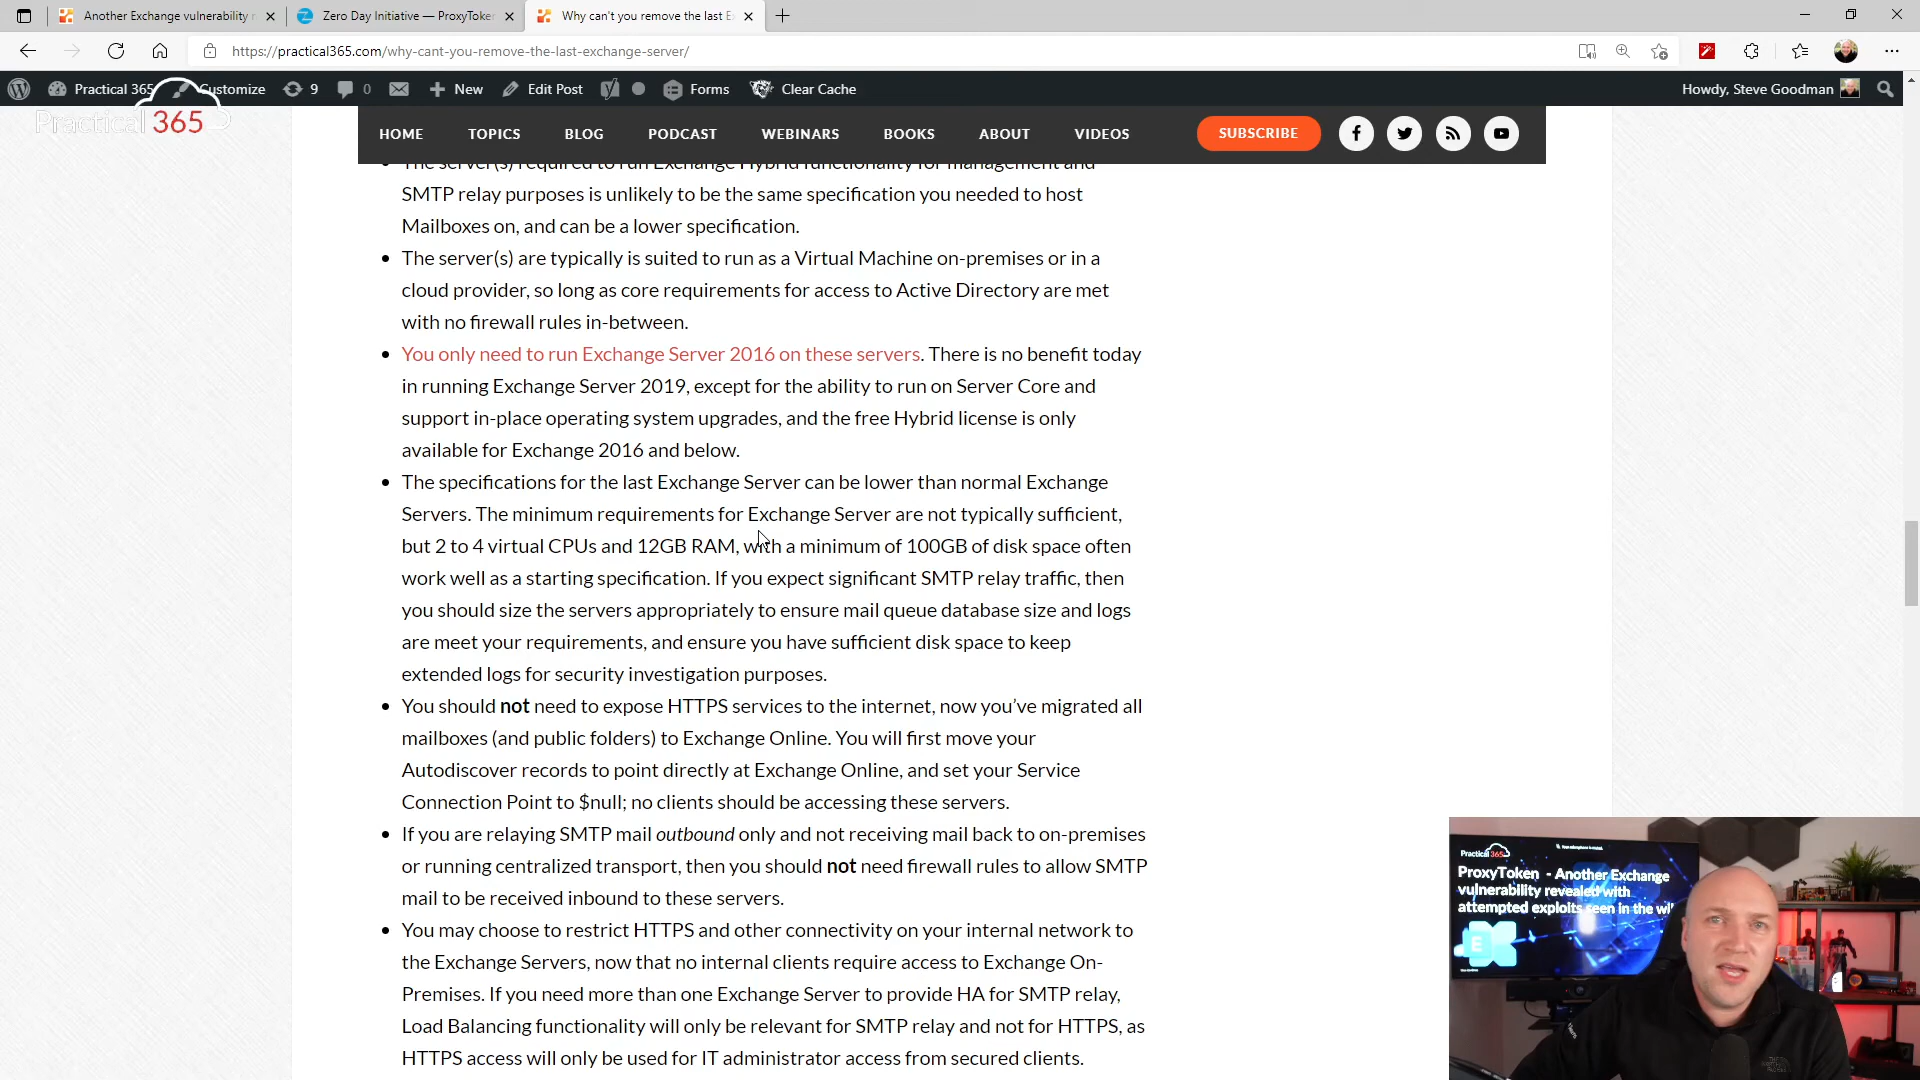 Another Exchange vulnerability r
Zero Day Initiative — ProxyToke
Why can't you remove the last E
https://practical365.com/why-cant-you-remove-the-last-exchange-server/
Practical 365
Customize
9
0
New
Edit Post
Forms
Clear Cache
Howdy, Steve Goodman
Practical 365
HOME
TOPICS
BLOG
PODCAST
WEBINARS
BOOKS
ABOUT
VIDEOS
SUBSCRIBE
The server(s) required to run Exchange Hybrid functionality for management and
SMTP relay purposes is unlikely to be the same specification you needed to host
Mailboxes on, and can be a lower specification.
The server(s) are typically is suited to run as a Virtual Machine on-premises or in a
cloud provider, so long as core requirements for access to Active Directory are met
with no firewall rules in-between.
You only need to run Exchange Server 2016 on these servers. There is no benefit today
in running Exchange Server 2019, except for the ability to run on Server Core and
support in-place operating system upgrades, and the free Hybrid license is only
available for Exchange 2016 and below.
The specifications for the last Exchange Server can be lower than normal Exchange
Servers. The minimum requirements for Exchange Server are not typically sufficient,
but 2 to 4 virtual CPUs and 12GB RAM, with a minimum of 100GB of disk space often
work well as a starting specification. If you expect significant SMTP relay traffic, then
you should size the servers appropriately to ensure mail queue database size and logs
are meet your requirements, and ensure you have sufficient disk space to keep
extended logs for security investigation purposes.
You should not need to expose HTTPS services to the internet, now you’ve migrated all
mailboxes (and public folders) to Exchange Online. You will first move your
Autodiscover records to point directly at Exchange Online, and set your Service
Connection Point to $null; no clients should be accessing these servers.
If you are relaying SMTP mail outbound only and not receiving mail back to on-premises
or running centralized transport, then you should not need firewall rules to allow SMTP
mail to be received inbound to these servers.
You may choose to restrict HTTPS and other connectivity on your internal network to
the Exchange Servers, now that no internal clients require access to Exchange On-
Premises. If you need more than one Exchange Server to provide HA for SMTP relay,
Load Balancing functionality will only be relevant for SMTP relay and not for HTTPS, as
HTTPS access will only be used for IT administrator access from secured clients.
Practical 365
ProxyToken - Another Exchange
vulnerability revealed with
attempted exploits seen in the wil
E